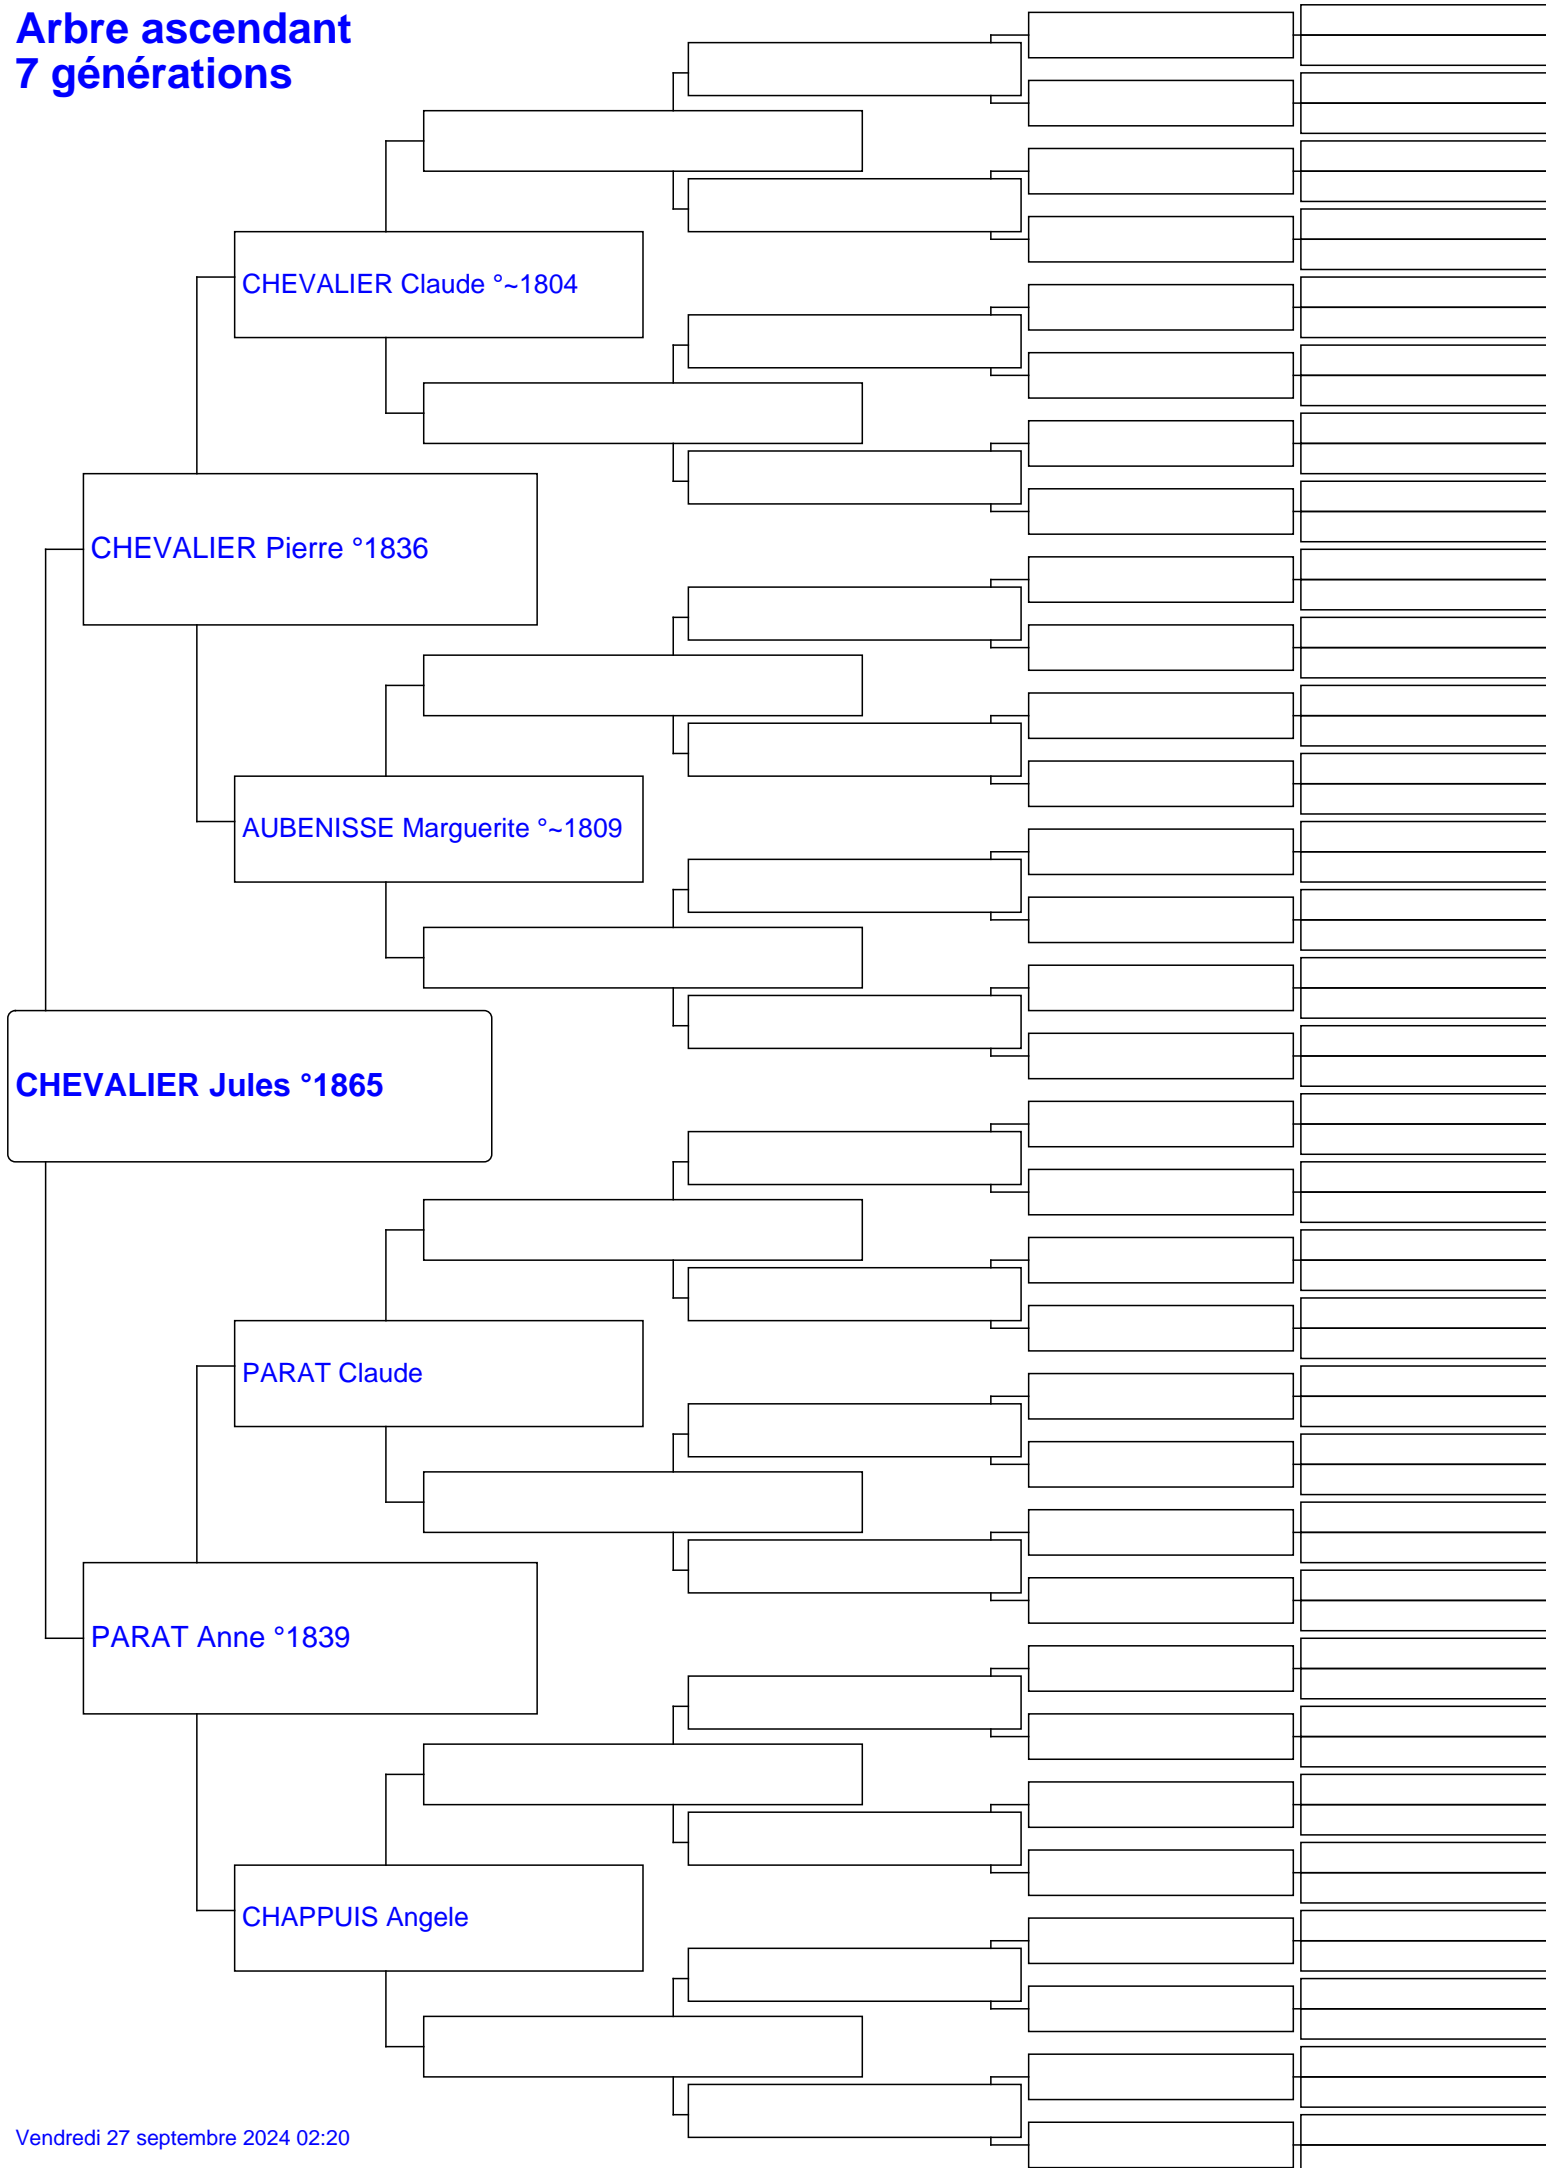 Arbre ascendant
7 générations
CHEVALIER Claude °~1804
CHEVALIER Pierre °1836
AUBENISSE Marguerite °~1809
CHEVALIER Jules °1865
PARAT Claude
PARAT Anne °1839
CHAPPUIS Angele
Vendredi 27 septembre 2024 02:20